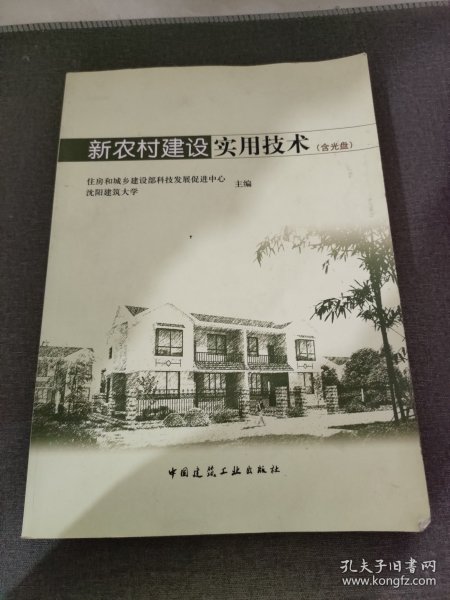 新农村建设实用技术（含光盘）
住房和城乡建设部科技发展促进中心
沈阳建筑大学
主编
中国建筑工业出版社
孔夫子旧书网
www.kongfz.com